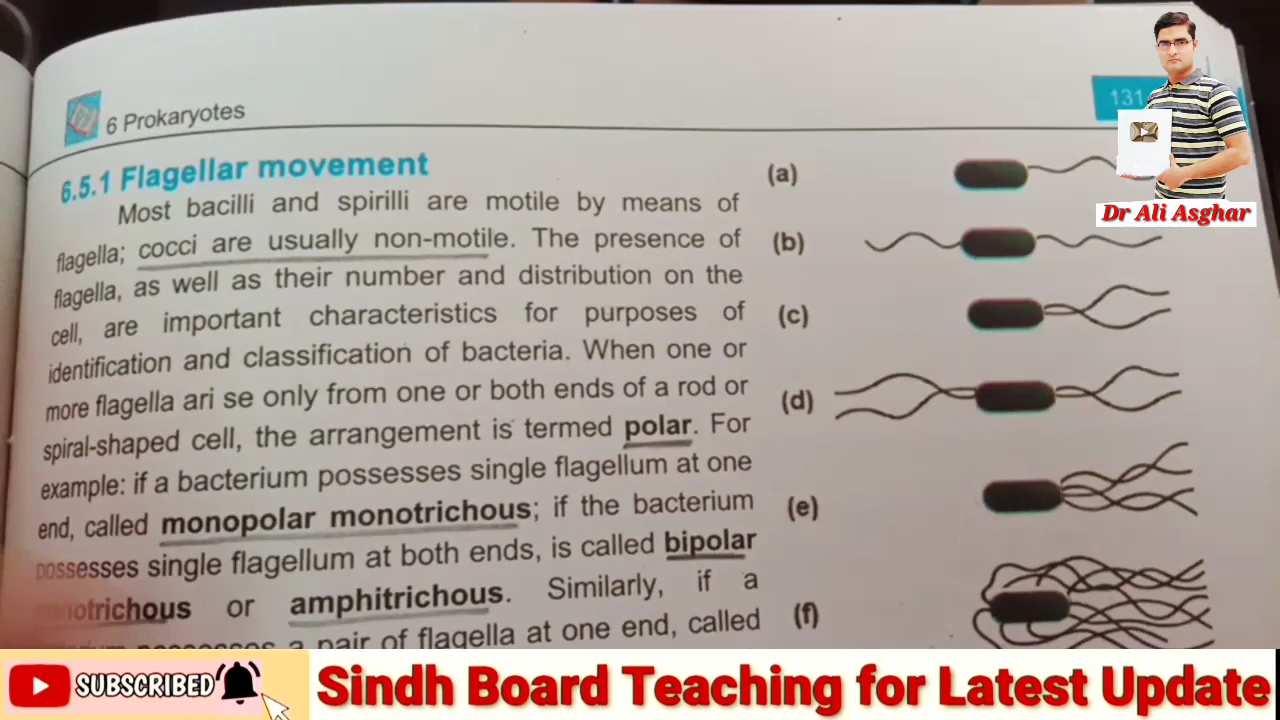 6 Prokaryotes
131
6.5.1 Flagellar movement
Most bacilli and spirilli are motile by means of
flagella; cocci are usually non-motile. The presence of
flagella, as well as their number and distribution on the
cell, are important characteristics for purposes of
identification and classification of bacteria. When one or
more flagella ari se only from one or both ends of a rod or
spiral-shaped cell, the arrangement is termed polar. For
example: if a bacterium possesses single flagellum at one
end, called monopolar monotrichous; if the bacterium
possesses single flagellum at both ends, is called bipolar
or amphitrichous. Similarly, if a
a pair of flagella at one end, called
(a)
(b)
(c)
(d)
(e)
(f)
Dr Ali Asghar
SUBSCRIBED
Sindh Board Teaching for Latest Update